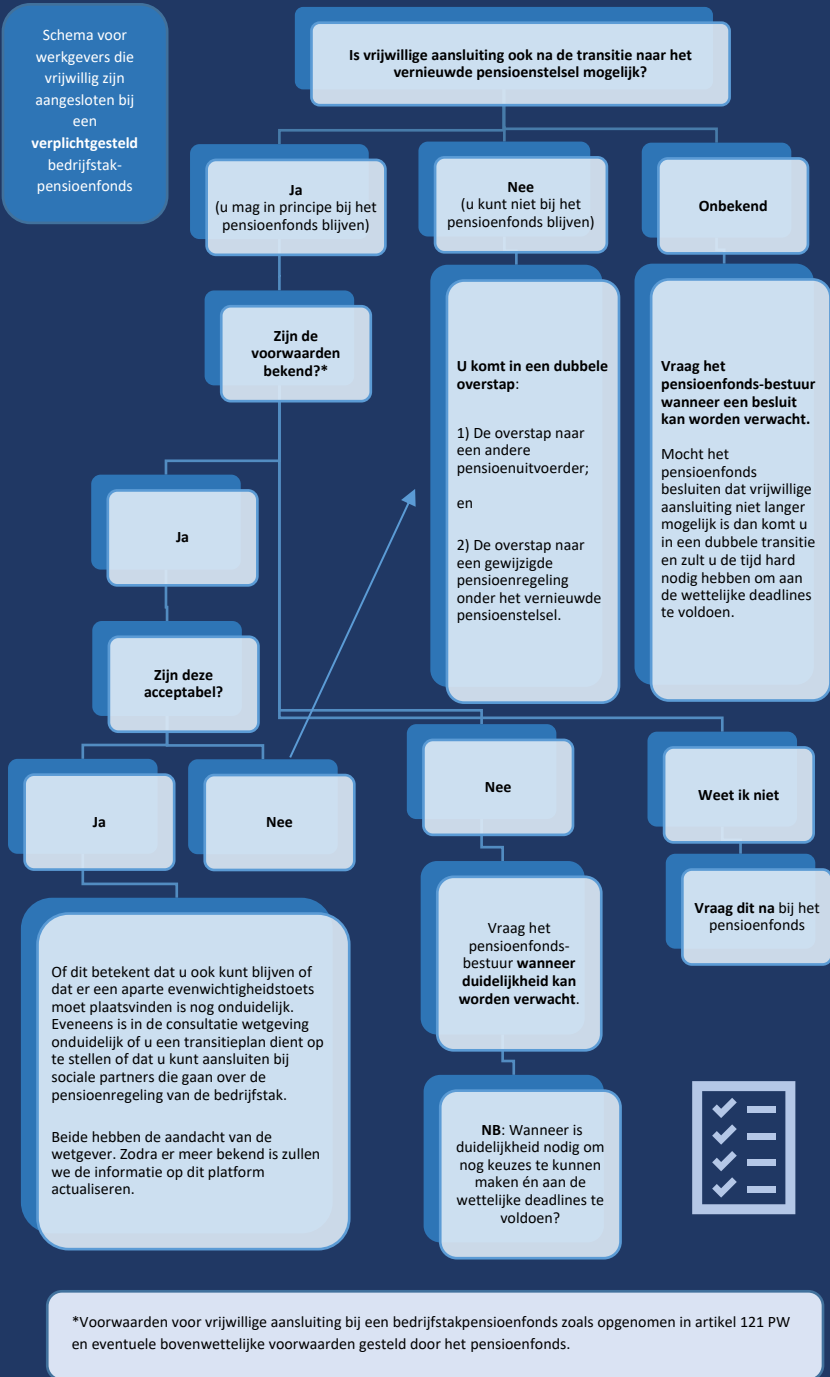 Schema voor
werkgevers die
vrijwillig zijn
aangesloten bij
een
verplichtgesteld
bedrijfstak-
pensioenfonds
Is vrijwillige aansluiting ook na de transitie naar het
vernieuwde pensioenstelsel mogelijk?
Ja
(u mag in principe bij het
pensioenfonds blijven)
Nee
(u kunt niet bij het
pensioenfonds blijven)
Onbekend
Zijn de
voorwaarden
bekend?*
U komt in een dubbele
overstap:
1) De overstap naar
een andere
pensioenuitvoerder;
en
2) De overstap naar
een gewijzigde
pensioenregeling
onder het vernieuwde
pensioenstelsel.
Vraag het
pensioenfonds-bestuur
wanneer een besluit
kan worden verwacht.
Mocht het
pensioenfonds
besluiten dat vrijwillige
aansluiting niet langer
mogelijk is dan komt u
in een dubbele transitie
en zult u de tijd hard
nodig hebben om aan
de wettelijke deadlines
te voldoen.
Ja
Zijn deze
acceptabel?
Ja
Nee
Nee
Weet ik niet
Vraag dit na bij het
pensioenfonds
Vraag het
pensioenfonds-
bestuur wanneer
duidelijkheid kan
worden verwacht.
Of dit betekent dat u ook kunt blijven of
dat er een aparte evenwichtigheidstoets
moet plaatsvinden is nog onduidelijk.
Eveneens is in de consultatie wetgeving
onduidelijk of u een transitieplan dient op
te stellen of dat u kunt aansluiten bij
sociale partners die gaan over de
pensioenregeling van de bedrijfstak.
Beide hebben de aandacht van de
wetgever. Zodra er meer bekend is zullen
we de informatie op dit platform
actualiseren.
NB: Wanneer is
duidelijkheid nodig om
nog keuzes te kunnen
maken én aan de
wettelijke deadlines te
voldoen?
*Voorwaarden voor vrijwillige aansluiting bij een bedrijfstakpensioenfonds zoals opgenomen in artikel 121 PW
en eventuele bovenwettelijke voorwaarden gesteld door het pensioenfonds.